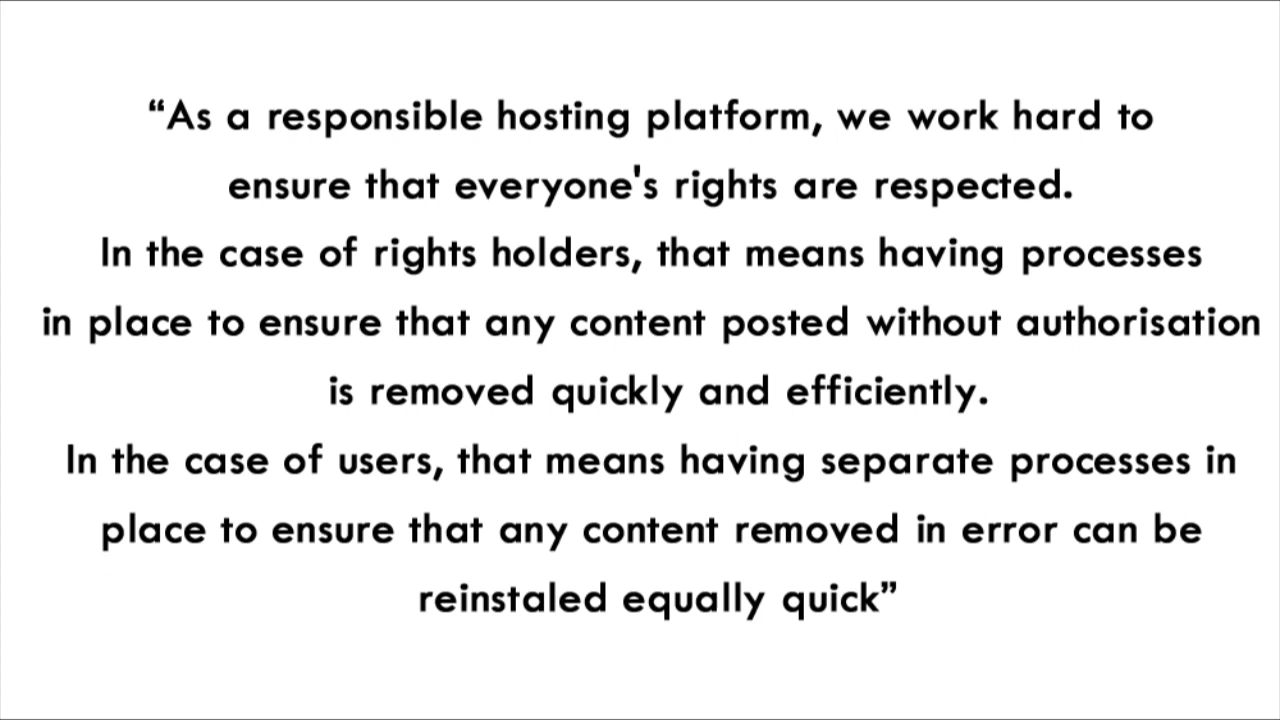 “As a responsible hosting platform, we work hard to
ensure that everyone's rights are respected.
In the case of rights holders, that means having processes
in place to ensure that any content posted without authorisation
is removed quickly and efficiently.
In the case of users, that means having separate processes in
place to ensure that any content removed in error can be
reinstaled equally quick”